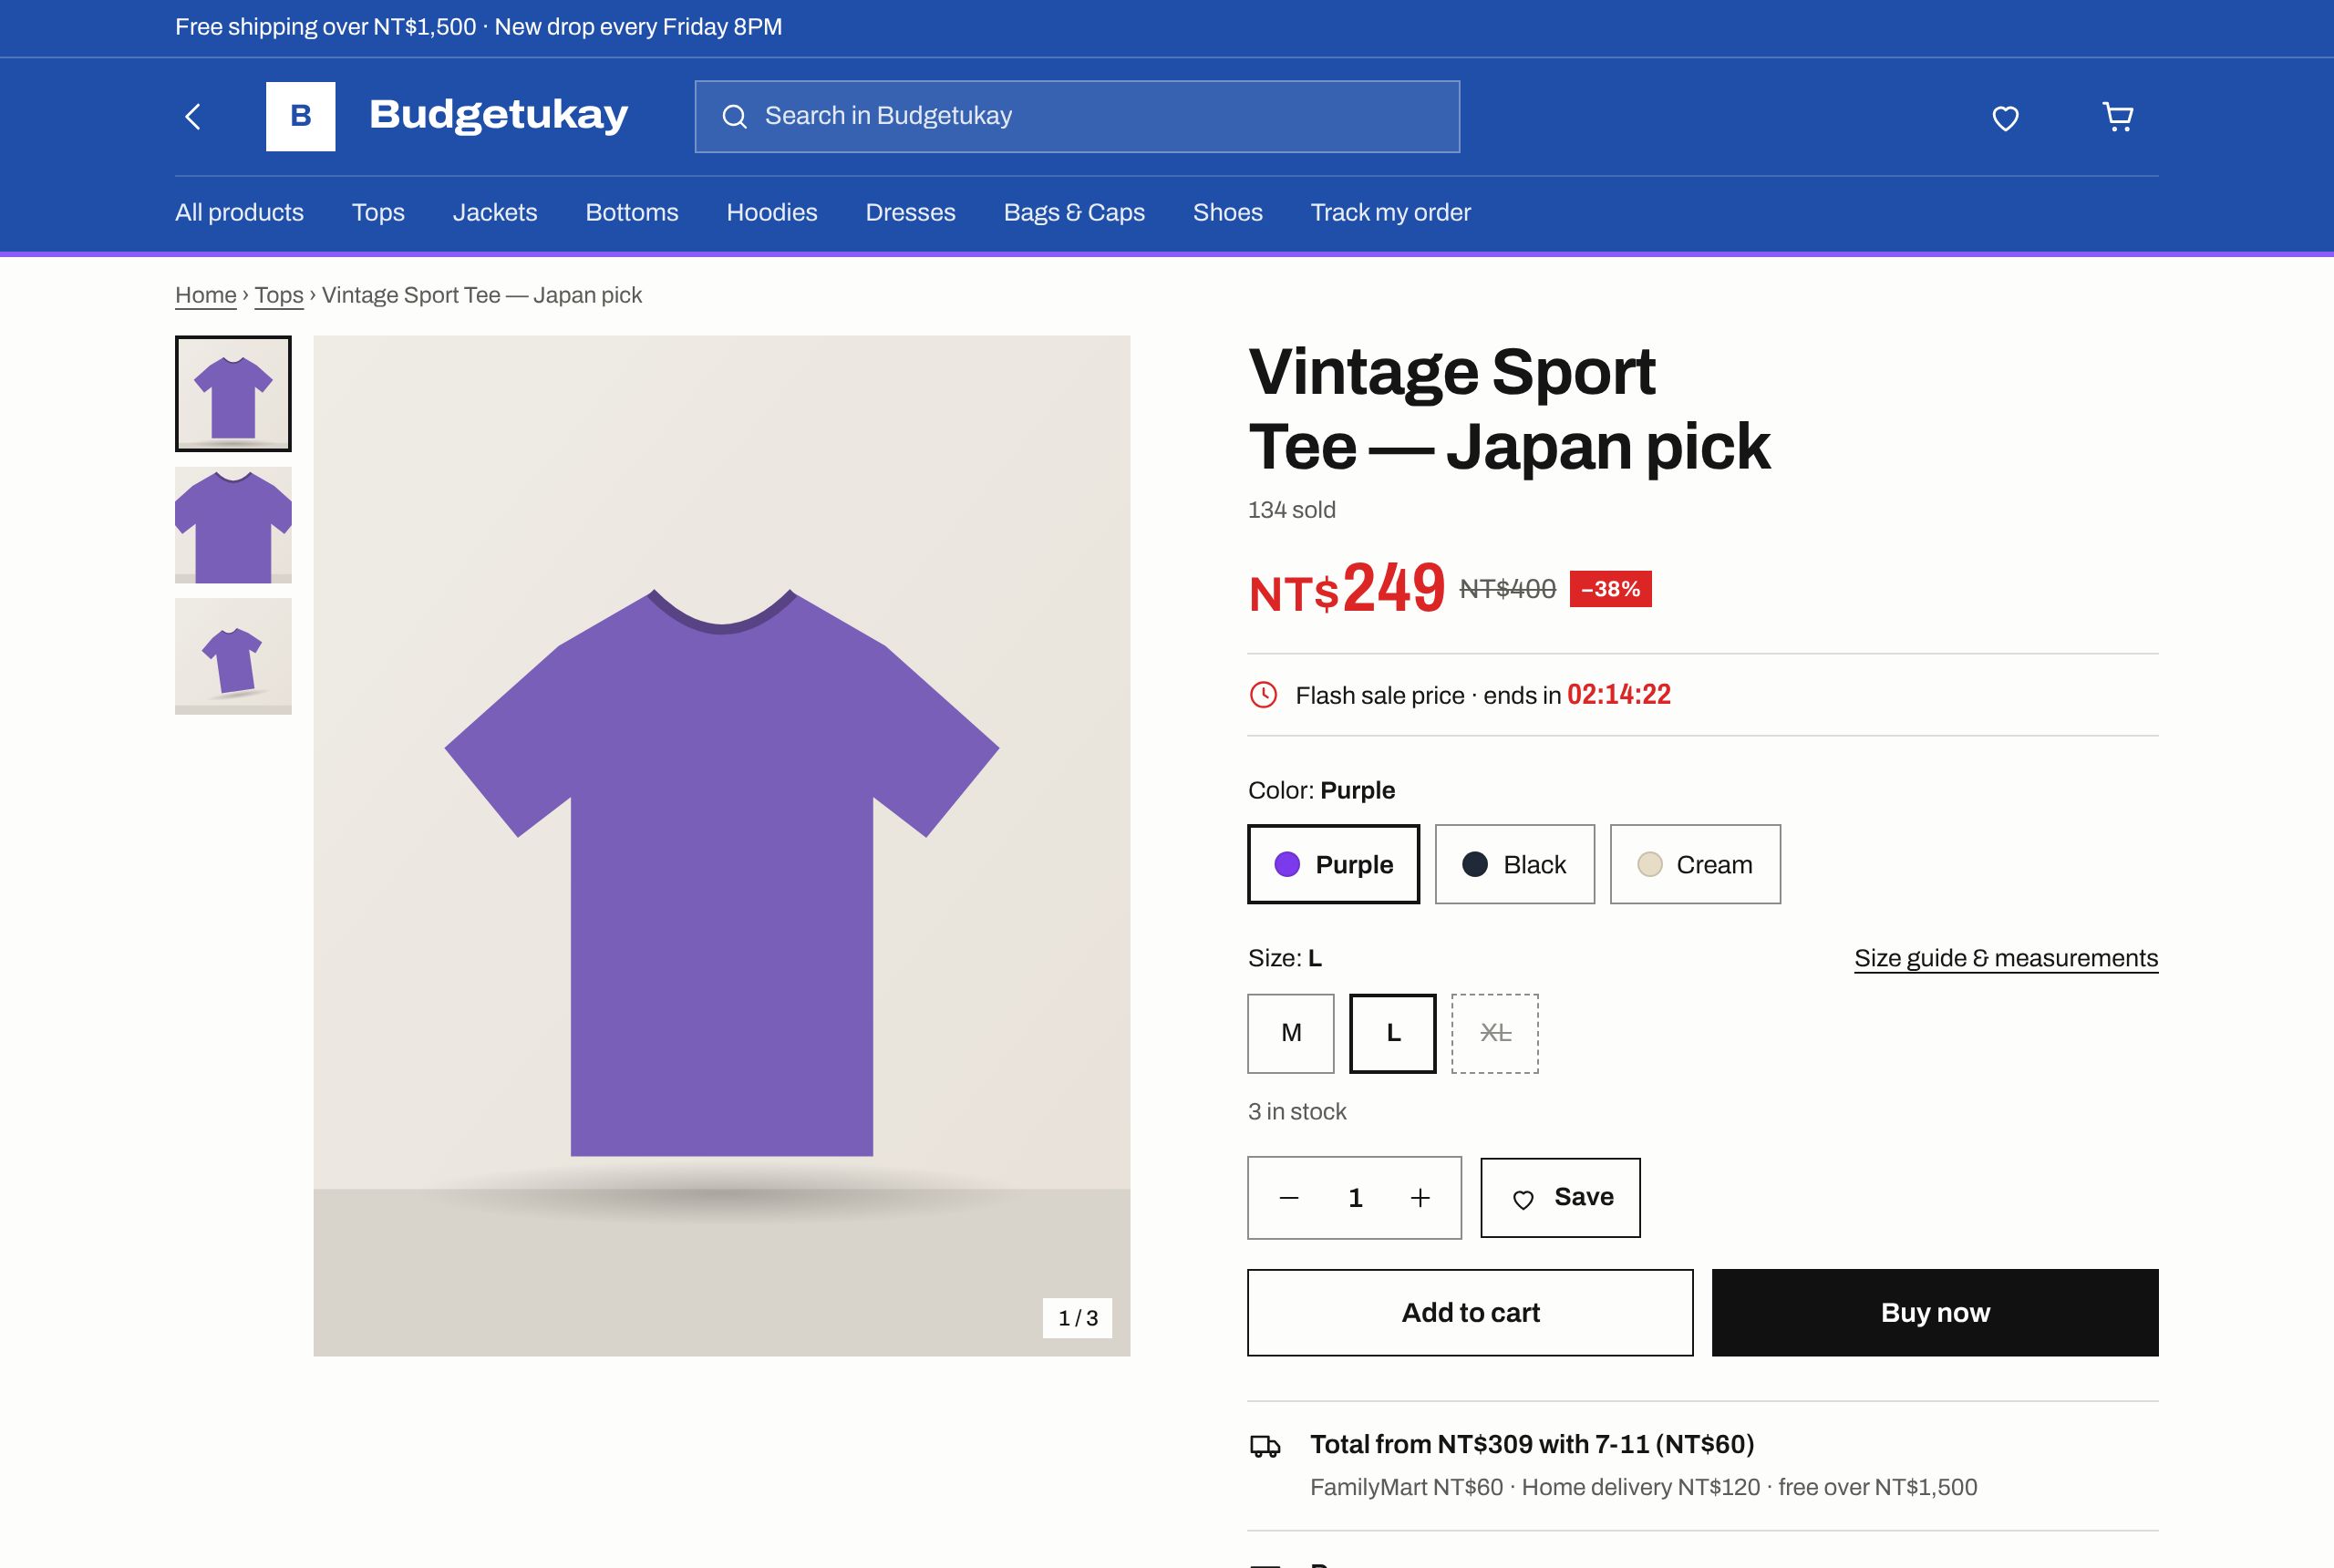 Free shipping over NT$1,500 · New drop every Friday 8PM
B
Budgetukay
Search in Budgetukay
All products Tops Jackets Bottoms Hoodies Dresses Bags & Caps Shoes Track my order
Home › Tops › Vintage Sport Tee — Japan pick
Vintage Sport
Tee — Japan pick
134 sold
NT$249 NT$400 −38%
Flash sale price · ends in 02:14:22
Color: Purple
Purple Black Cream
Size: L Size guide & measurements
M L XL
3 in stock
− 1 + Save
1 / 3
Add to cart Buy now
Total from NT$309 with 7-11 (NT$60)
FamilyMart NT$60 · Home delivery NT$120 · free over NT$1,500